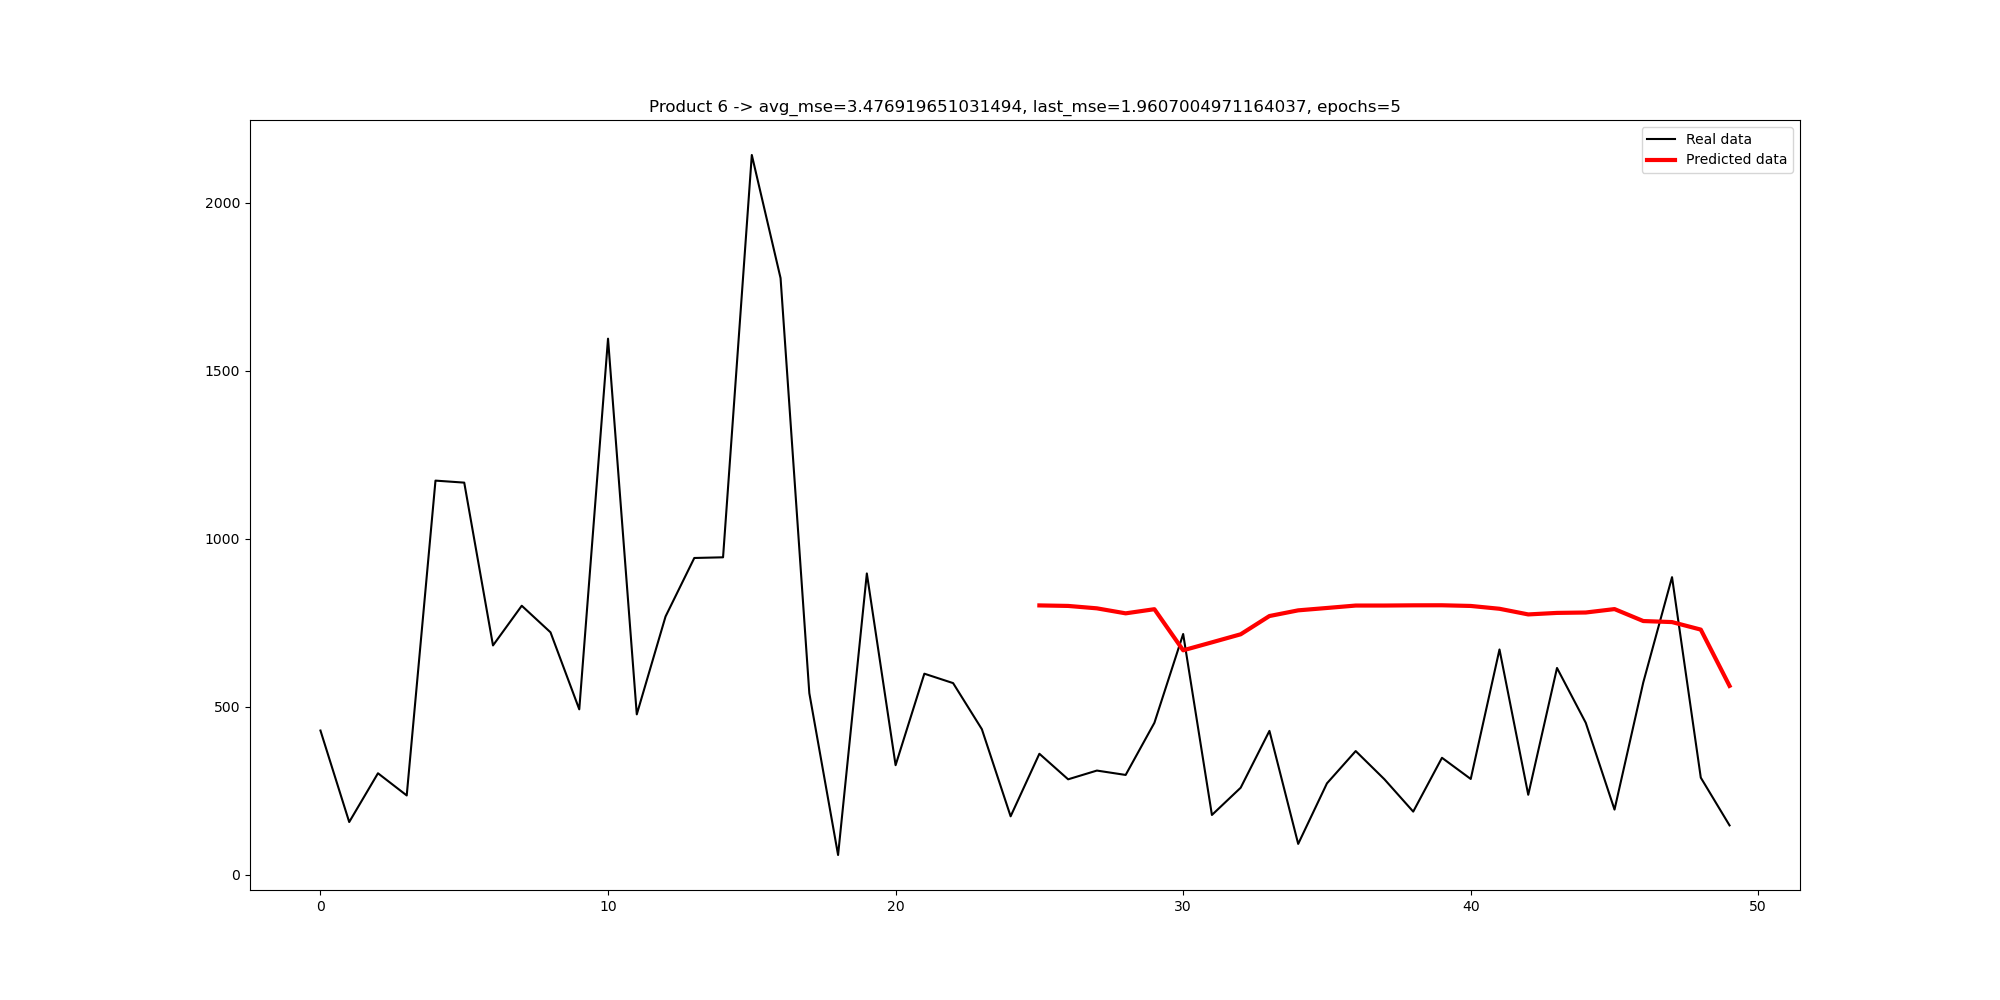 Product 6 -> avg_mse=3.476919651031494, last_mse=1.9607004971164037, epochs=5
Real data
Predicted data
2000
1500
1000
500
0
0 10 20 30 40 50